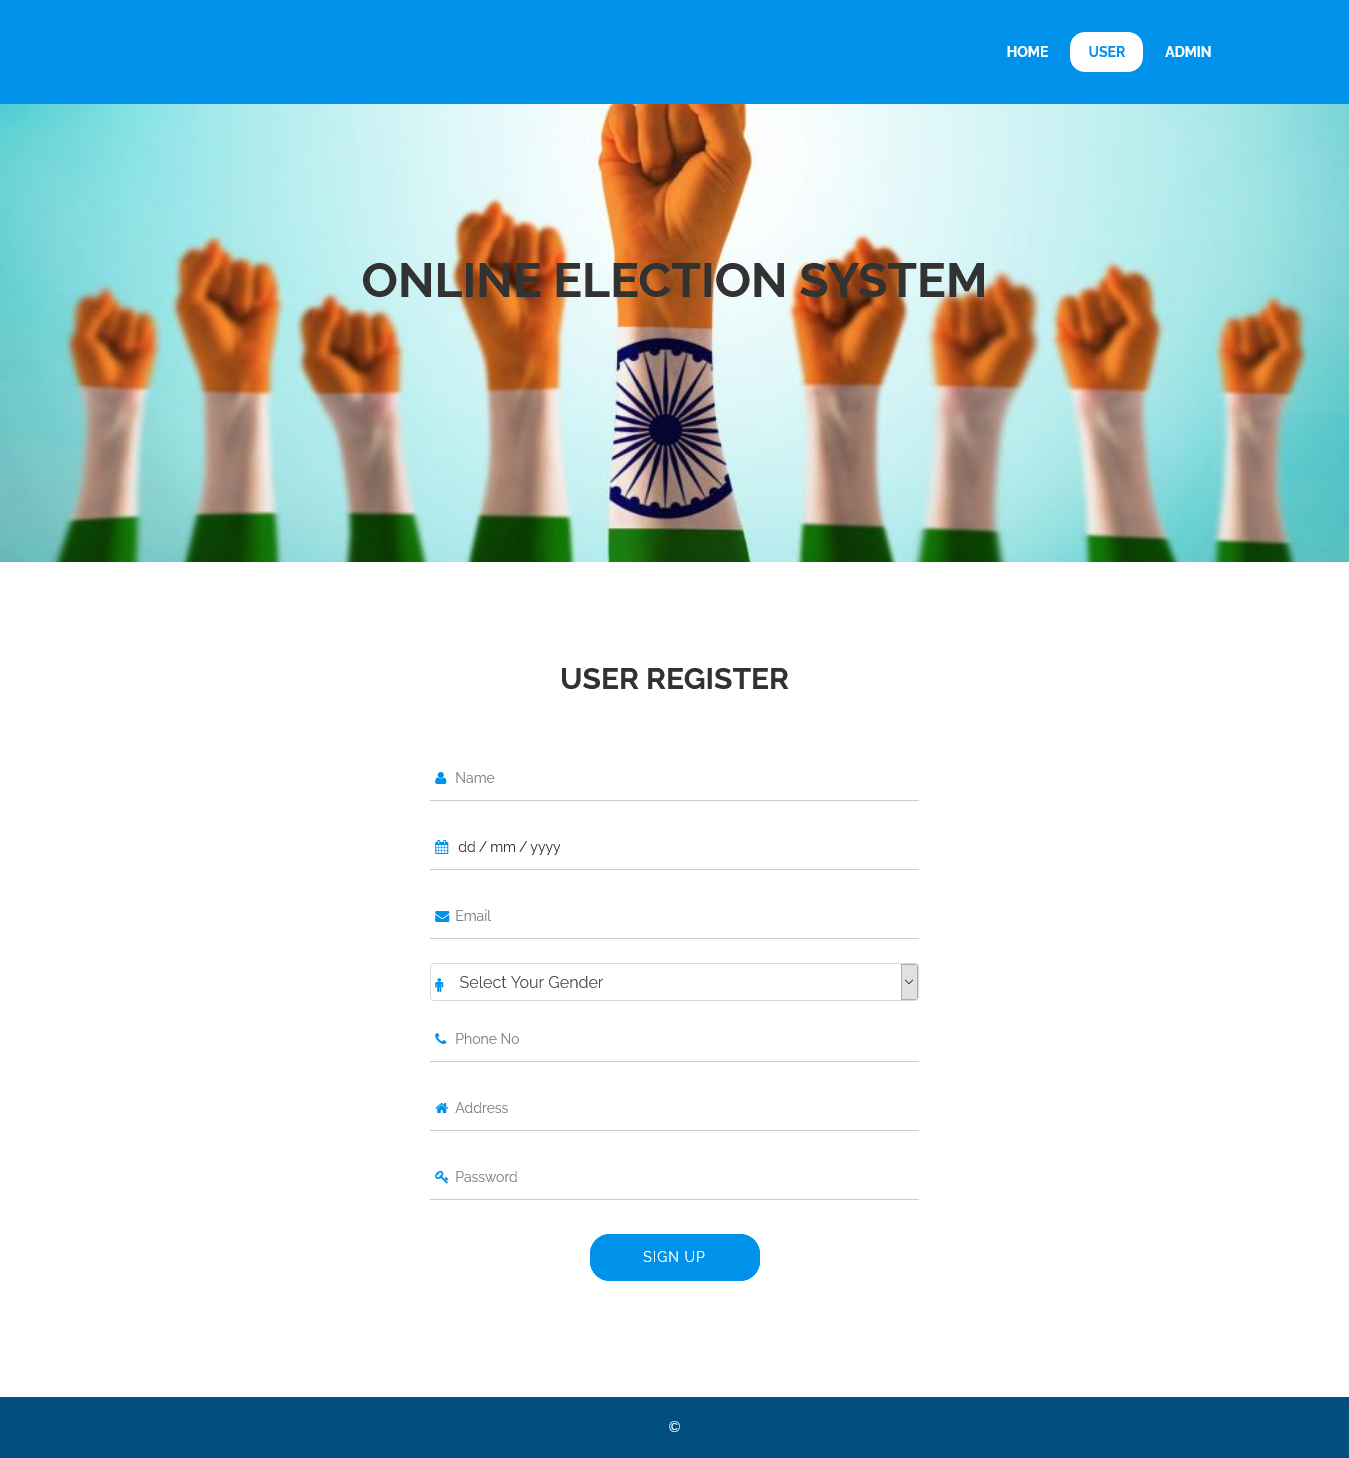 HOME USER ADMIN
ONLINE ELECTION SYSTEM
USER REGISTER
Name
dd / mm / yyyy
Email
Select Your Gender
Phone No
Address
Password
SIGN UP
©